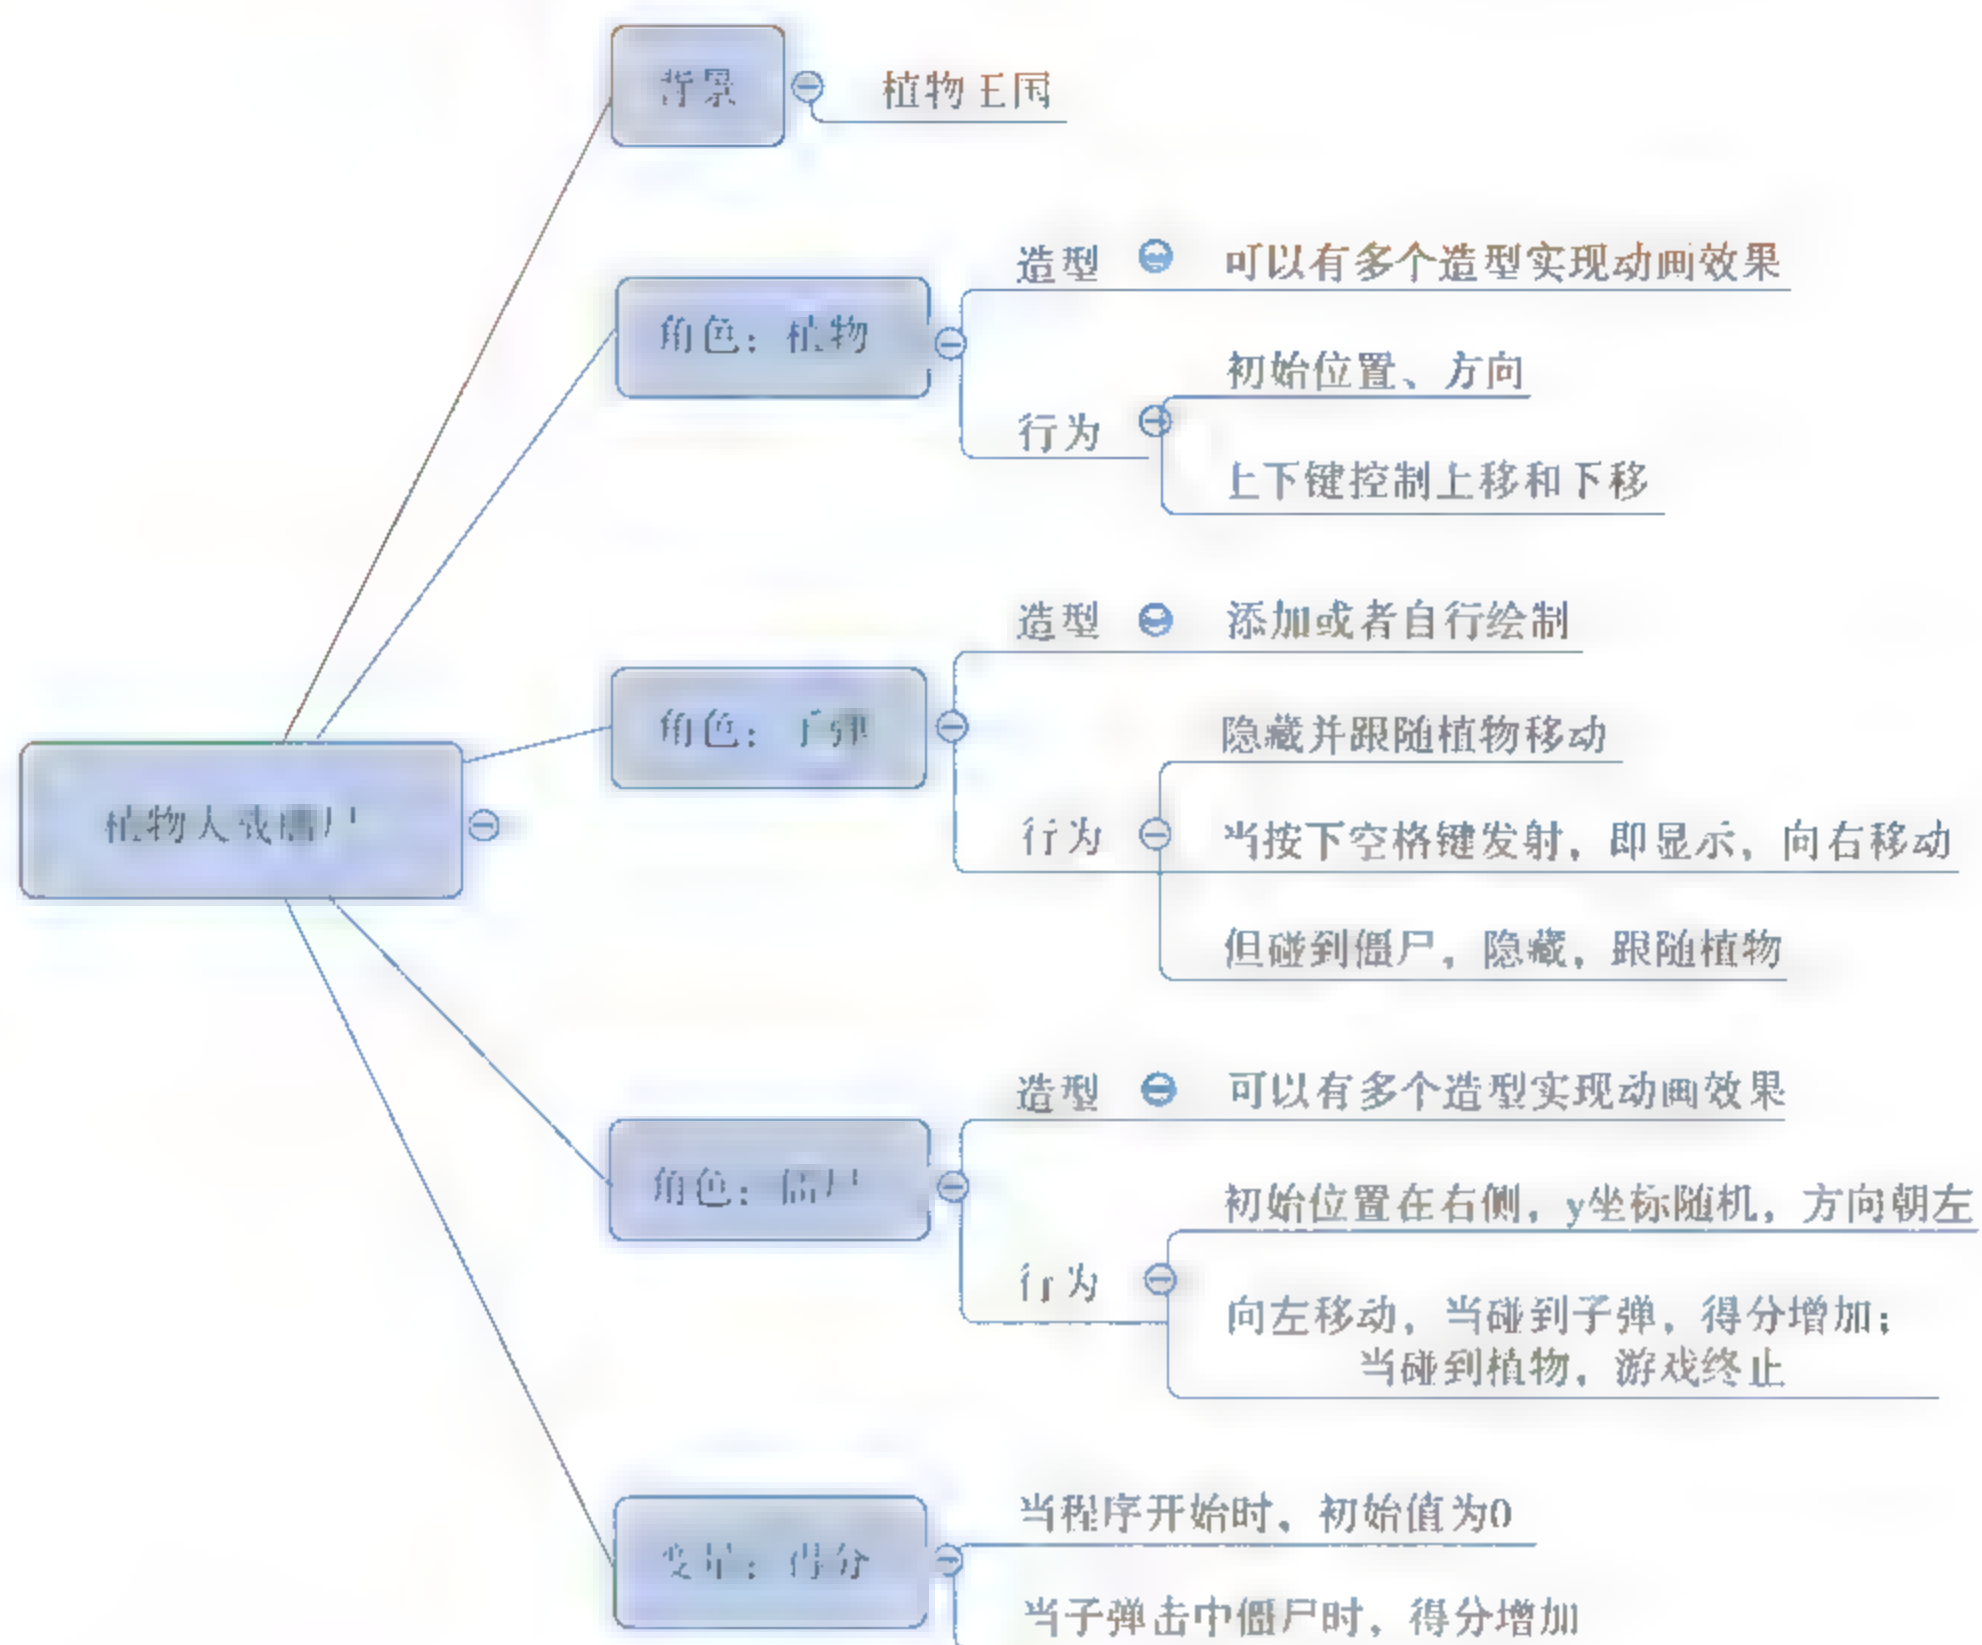 背景
植物王国
角色：植物
造型
可以有多个造型实现动画效果
行为
初始位置、方向
上下键控制上移和下移
植物大战僵尸
角色：子弹
造型
添加或者自行绘制
行为
隐藏并跟随植物移动
当按下空格键发射，即显示，向右移动
但碰到僵尸，隐藏，跟随植物
角色：僵尸
造型
可以有多个造型实现动画效果
行为
初始位置在右侧，y坐标随机，方向朝左
向左移动，当碰到子弹，得分增加；
当碰到植物，游戏终止
变量：得分
当程序开始时，初始值为0
当子弹击中僵尸时，得分增加